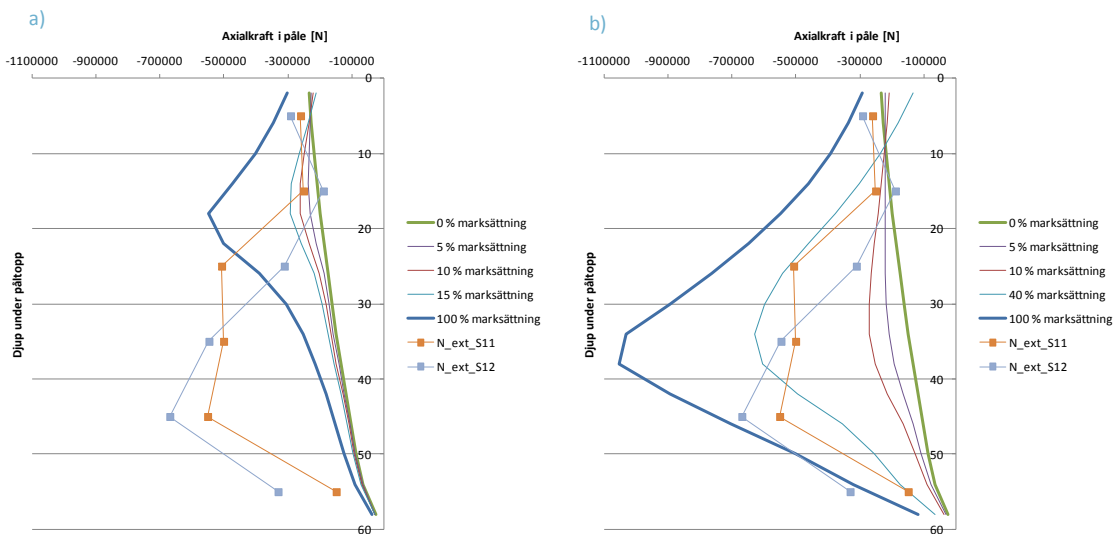 a)
Axialkraft i påle [N]
-1100000 -900000 -700000 -500000 -300000 -100000
0
10
20
30
40
50
60
Djup under påltopp
0 % marksättning
5 % marksättning
10 % marksättning
15 % marksättning
100 % marksättning
N_ext_S11
N_ext_S12
b)
Axialkraft i påle [N]
-1100000 -900000 -700000 -500000 -300000 -100000
0
10
20
30
40
50
60
Djup under påltopp
0 % marksättning
5 % marksättning
10 % marksättning
40 % marksättning
100 % marksättning
N_ext_S11
N_ext_S12